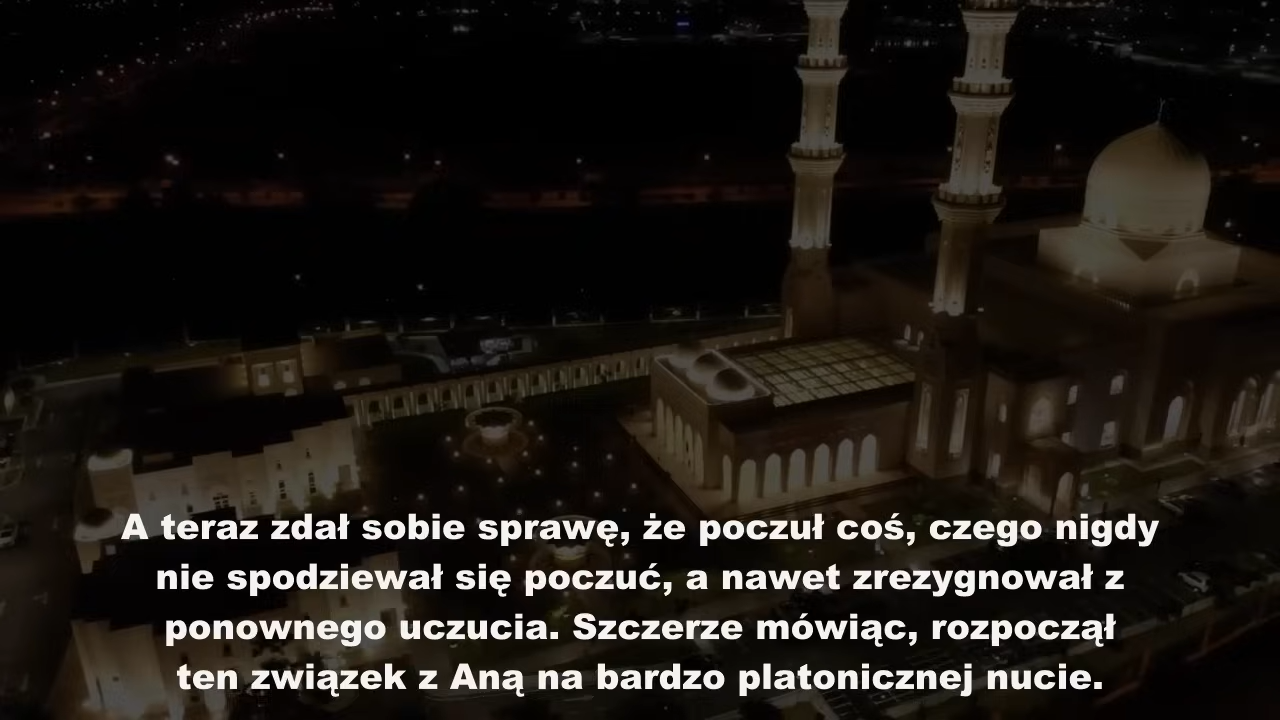 A teraz zdał sobie sprawę, że poczuł coś, czego nigdy
nie spodziewał się poczuć, a nawet zrezygnował z
ponownego uczucia. Szczerze mówiąc, rozpoczął
ten związek z Aną na bardzo platonicznej nucie.